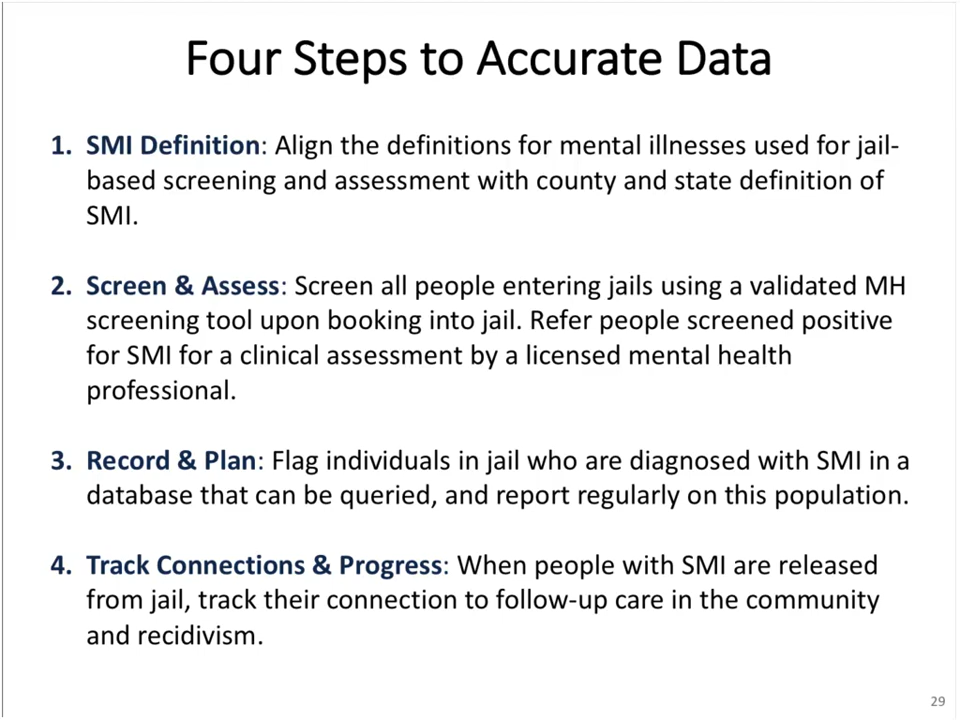 Four Steps to Accurate Data
1. SMI Definition: Align the definitions for mental illnesses used for jail-
based screening and assessment with county and state definition of
SMI.
2. Screen & Assess: Screen all people entering jails using a validated MH
screening tool upon booking into jail. Refer people screened positive
for SMI for a clinical assessment by a licensed mental health
professional.
3. Record & Plan: Flag individuals in jail who are diagnosed with SMI in a
database that can be queried, and report regularly on this population.
4. Track Connections & Progress: When people with SMI are released
from jail, track their connection to follow-up care in the community
and recidivism.
29